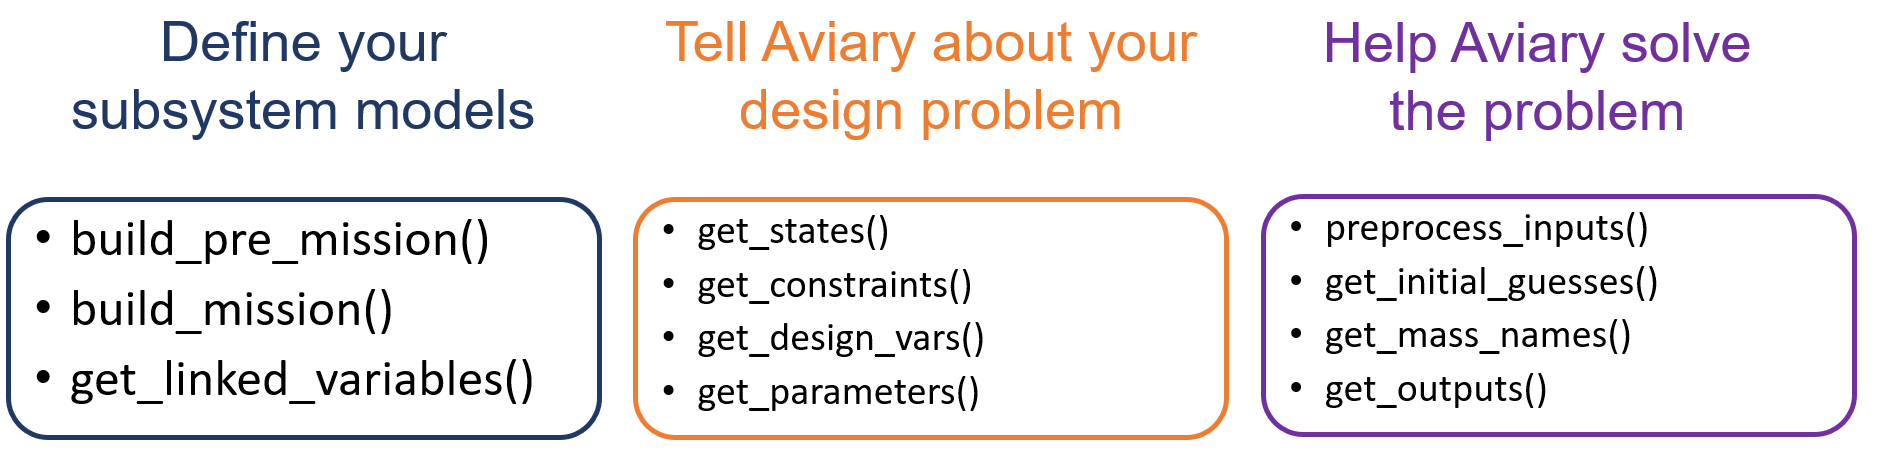 Define your
subsystem models
• build_pre_mission()
• build_mission()
• get_linked_variables()
Tell Aviary about your
design problem
• get_states()
• get_constraints()
• get_design_vars()
• get_parameters()
Help Aviary solve
the problem
• preprocess_inputs()
• get_initial_guesses()
• get_mass_names()
• get_outputs()